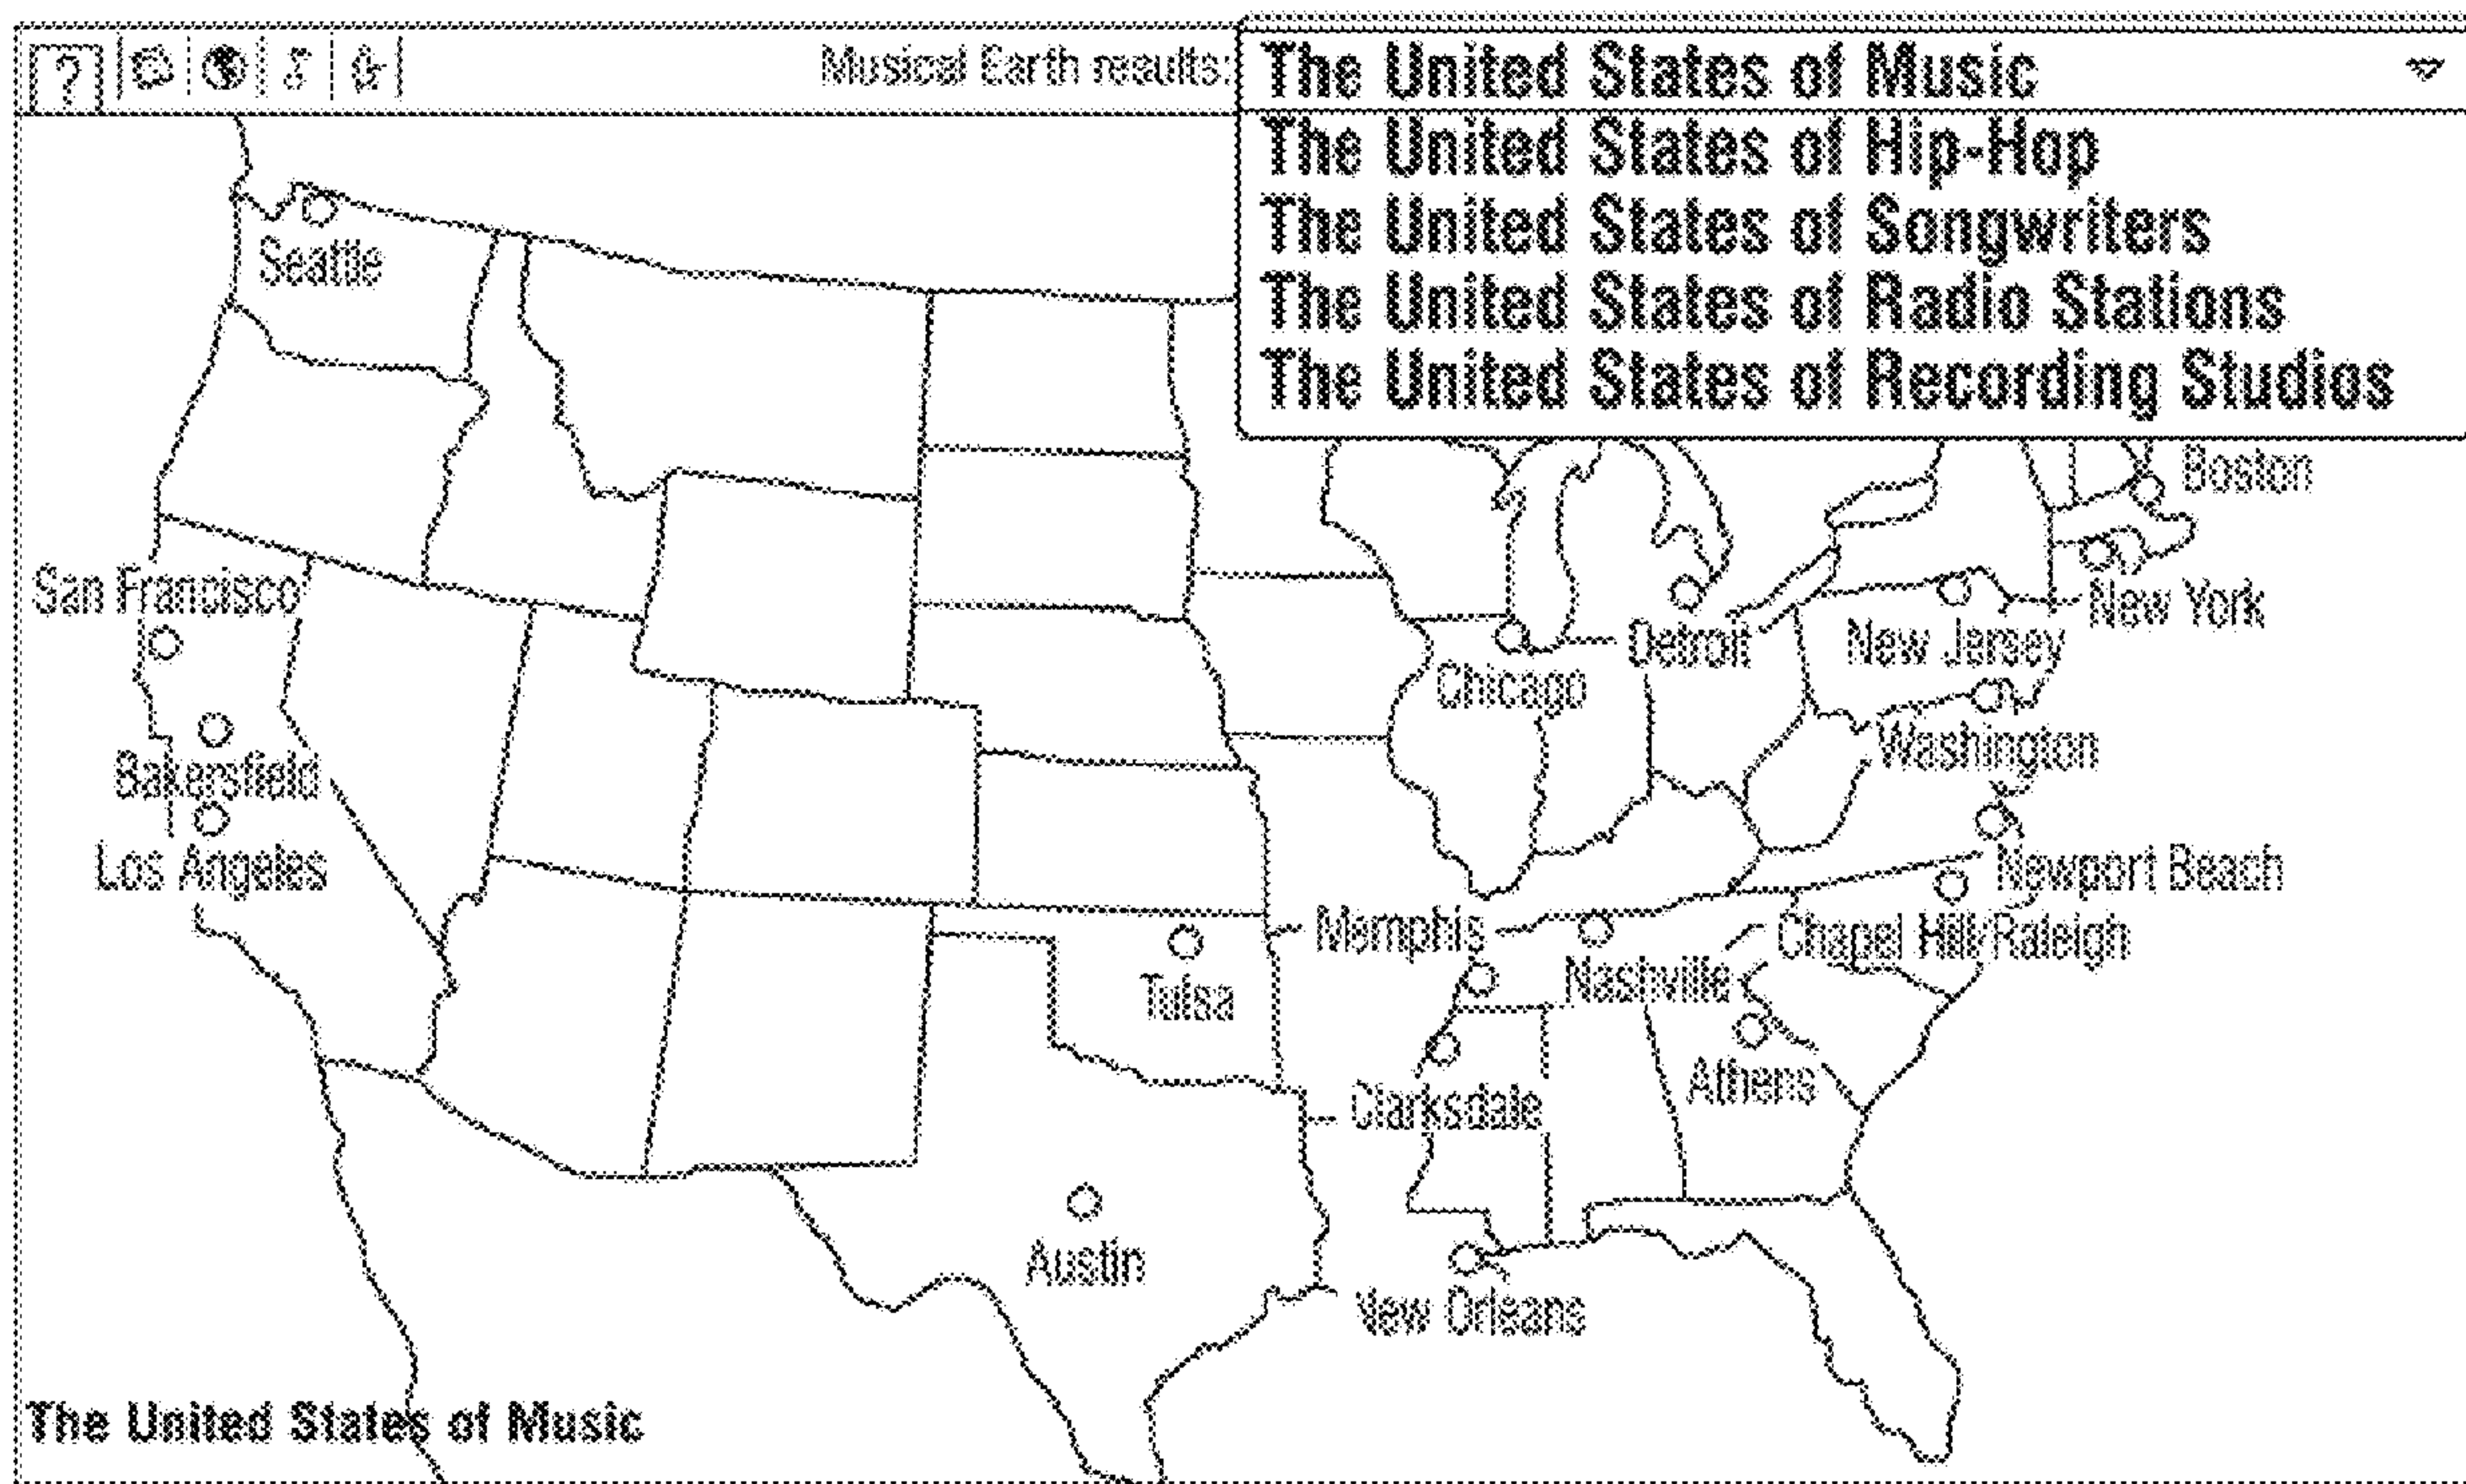 ?
Musical Earth results:
The United States of Music
The United States of Hip-Hop
The United States of Songwriters
The United States of Radio Stations
The United States of Recording Studios
Seattle
Boston
San Francisco
New York
Detroit
New Jersey
Chicago
Washington
Bakersfield
Los Angeles
Newport Beach
Memphis
Chapel Hill/Raleigh
Nashville
Tulsa
Athens
Clarksdale
Austin
New Orleans
The United States of Music